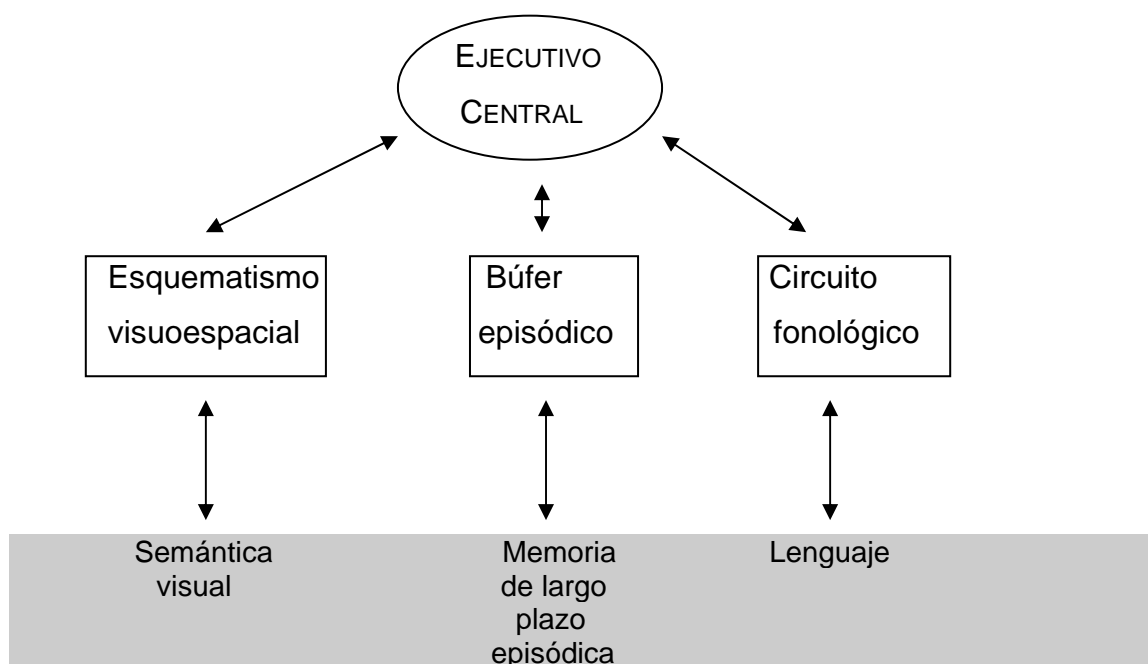 EJECUTIVO
CENTRAL
Esquematismo
visuoespacial
Búfer
episódico
Circuito
fonológico
Semántica
visual
Memoria
de largo
plazo
episódica
Lenguaje